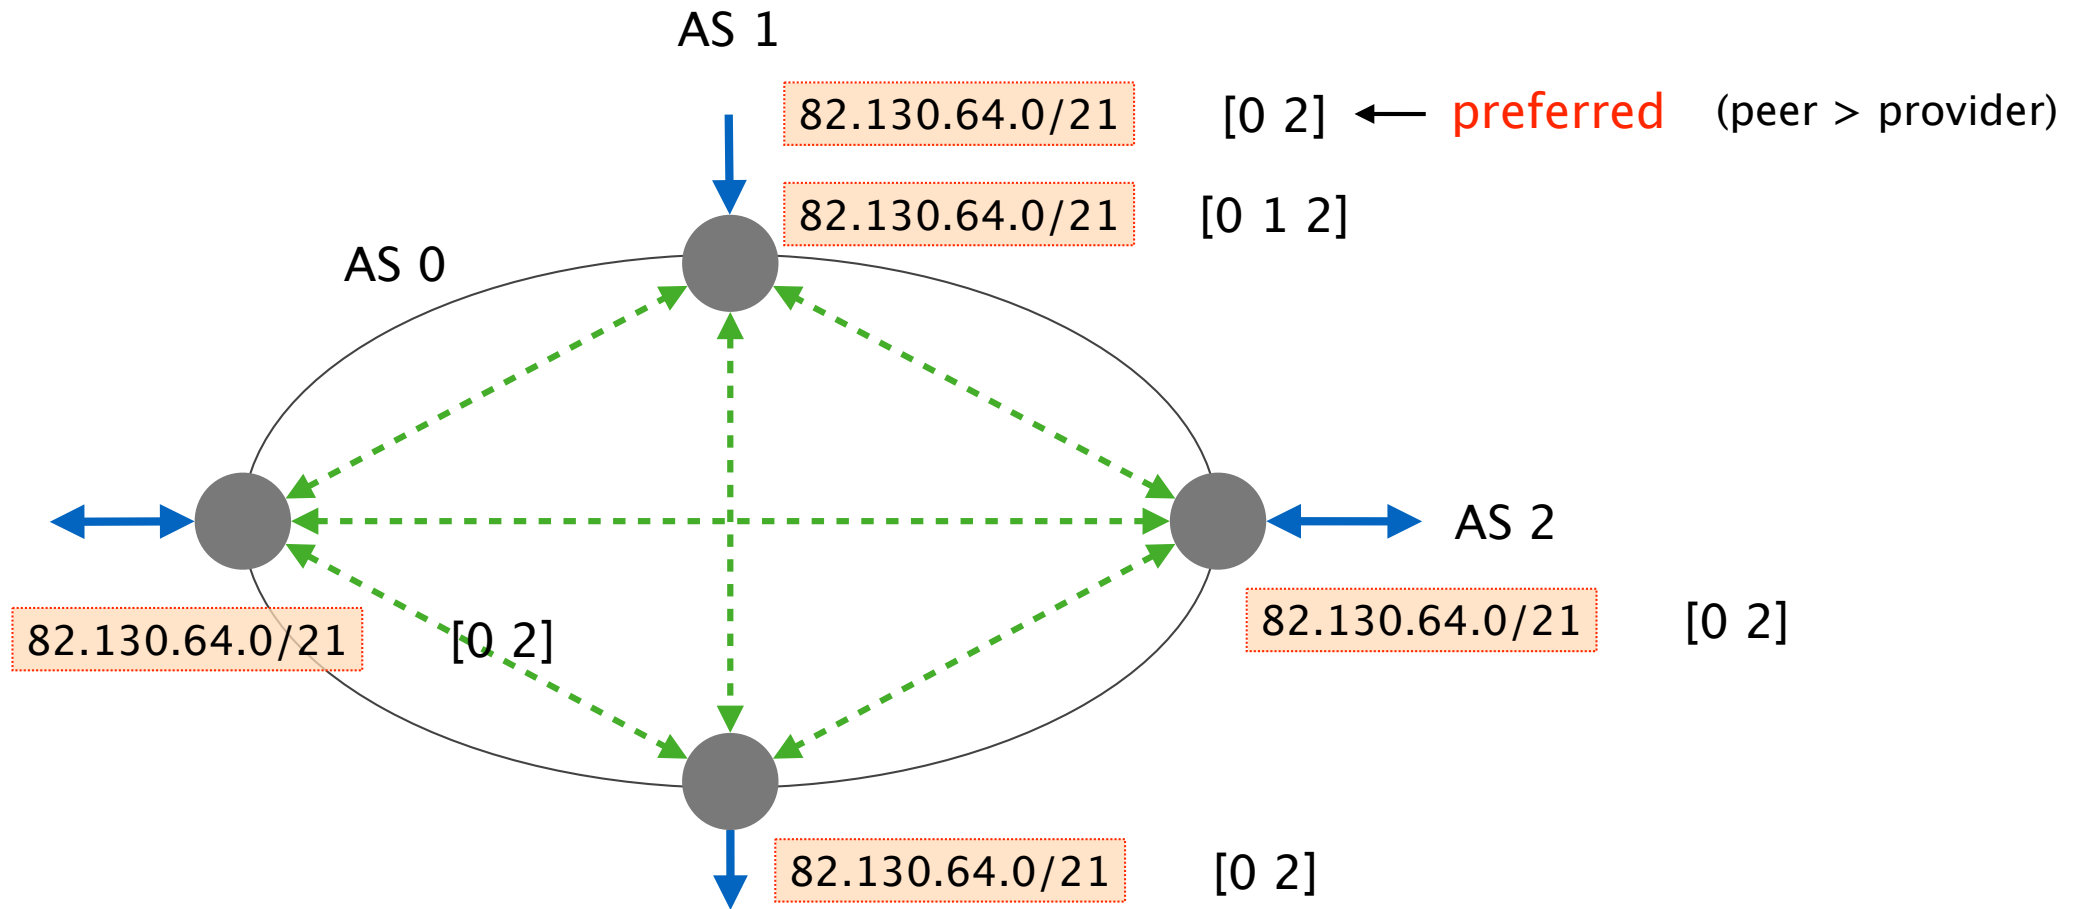 AS 1
82.130.64.0/21 [0 2] preferred (peer > provider)
82.130.64.0/21 [0 1 2]
AS 0
AS 2
82.130.64.0/21 [0 2]
82.130.64.0/21 [0 2]
82.130.64.0/21 [0 2]